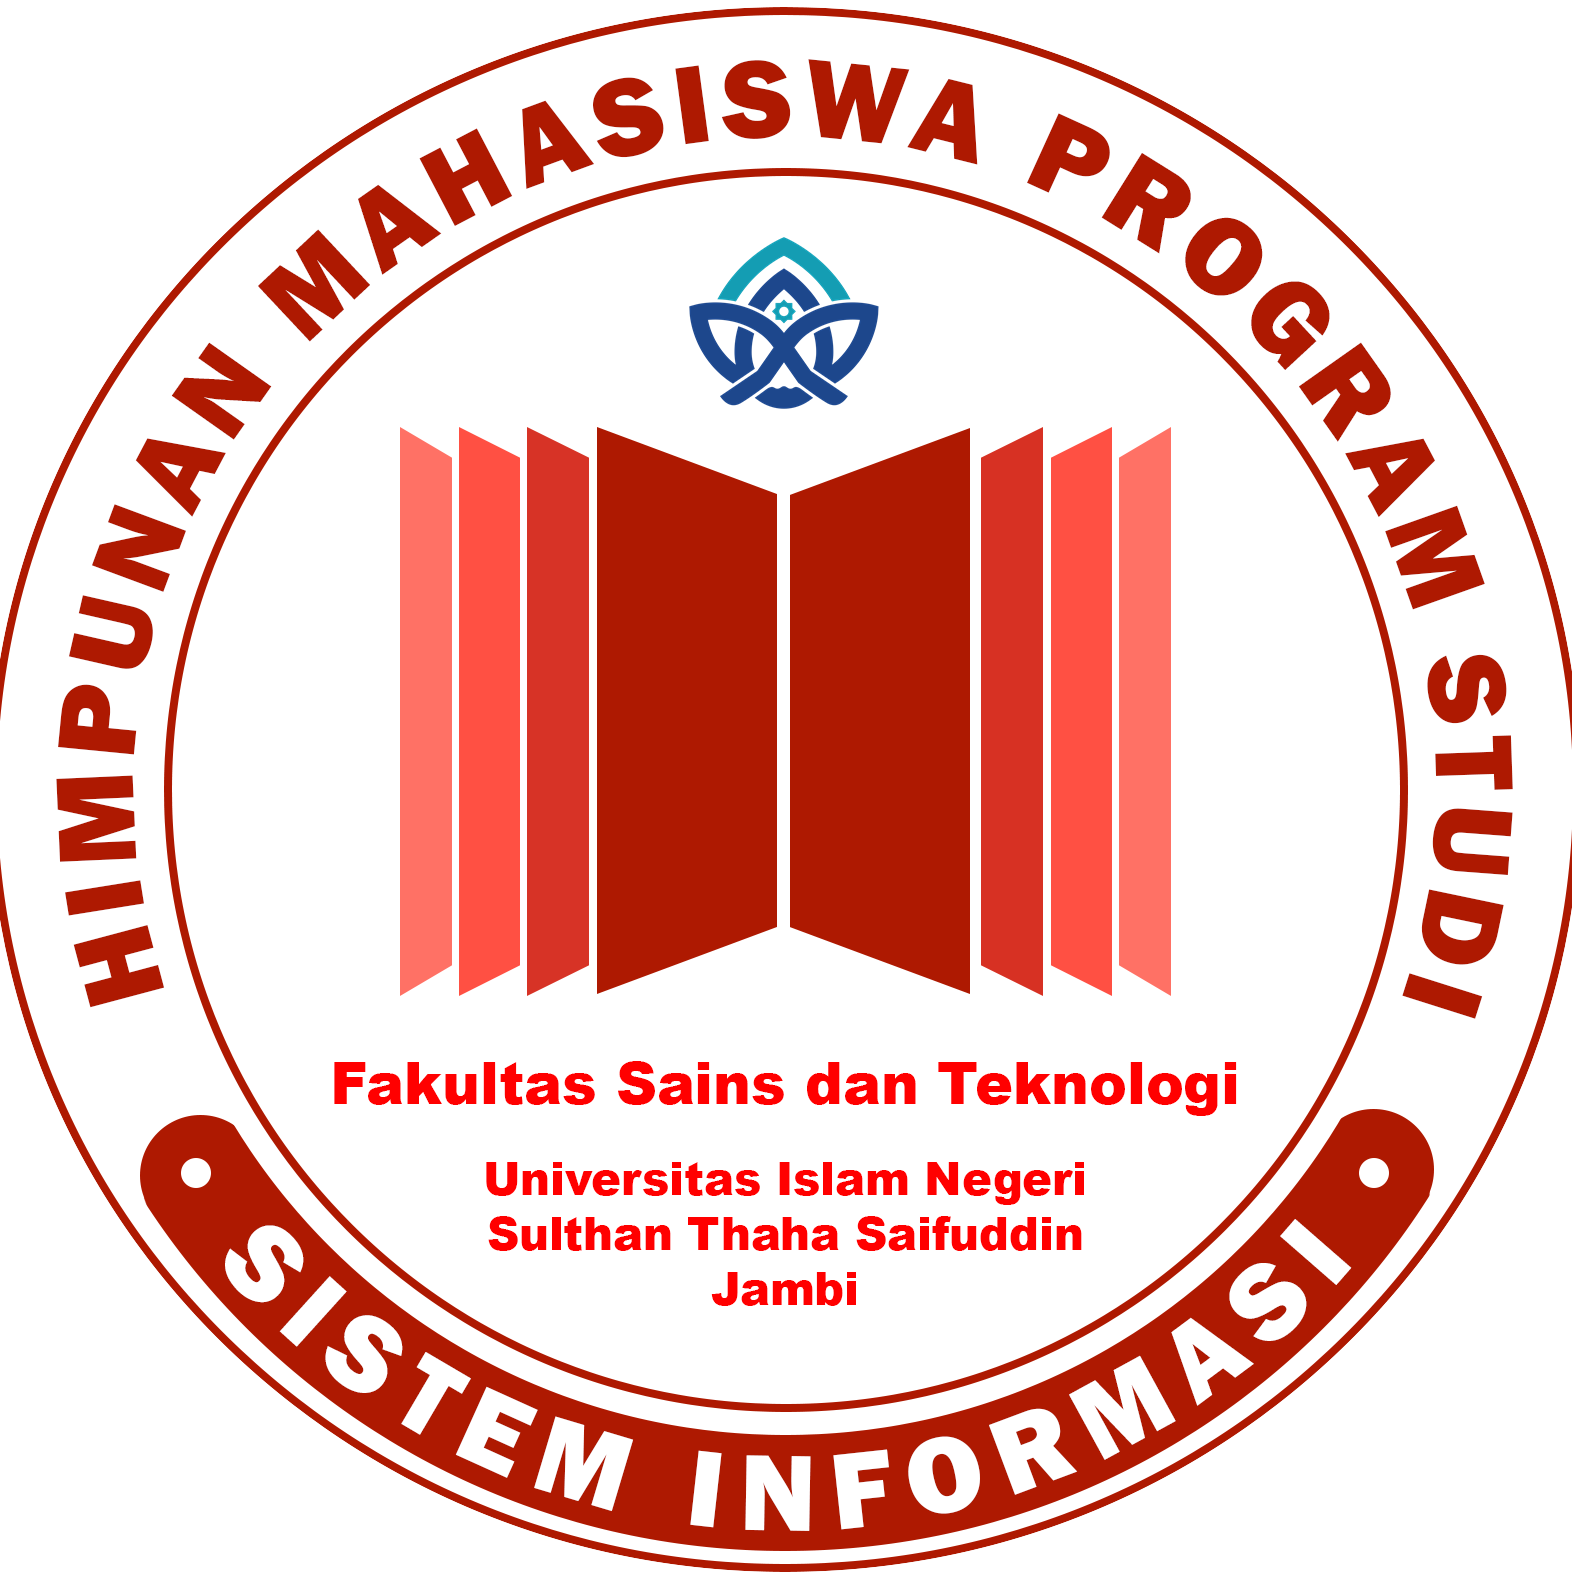 HIMPUNAN MAHASISWA PROGRAM STUDI
Fakultas Sains dan Teknologi
Universitas Islam Negeri
Sulthan Thaha Saifuddin
Jambi
SISTEM INFORMASI